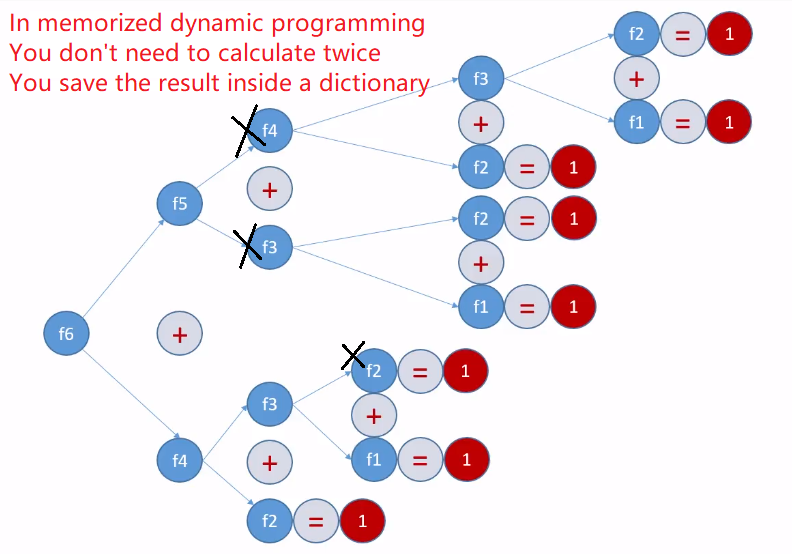 In memorized dynamic programming
You don't need to calculate twice
You save the result inside a dictionary
f2 = 1
+
f3
f1 = 1
f4
+
f2 = 1
+
f5
f2 = 1
f3
+
f1 = 1
f6
+
f2 = 1
f3
+
f4
+
f1 = 1
f2 = 1